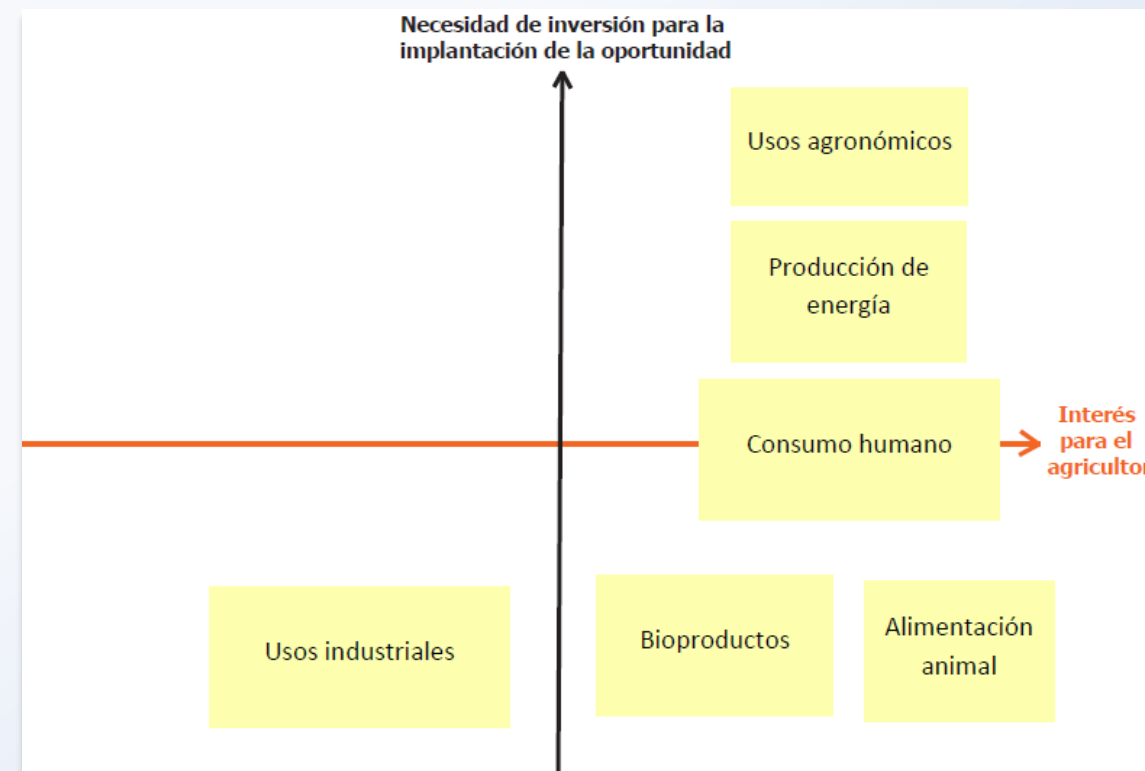 Necesidad de inversión para la
implantación de la oportunidad
Usos agronómicos
Producción de
energía
Consumo humano
Interés
para el
agricultor
Usos industriales
Bioproductos
Alimentación
animal